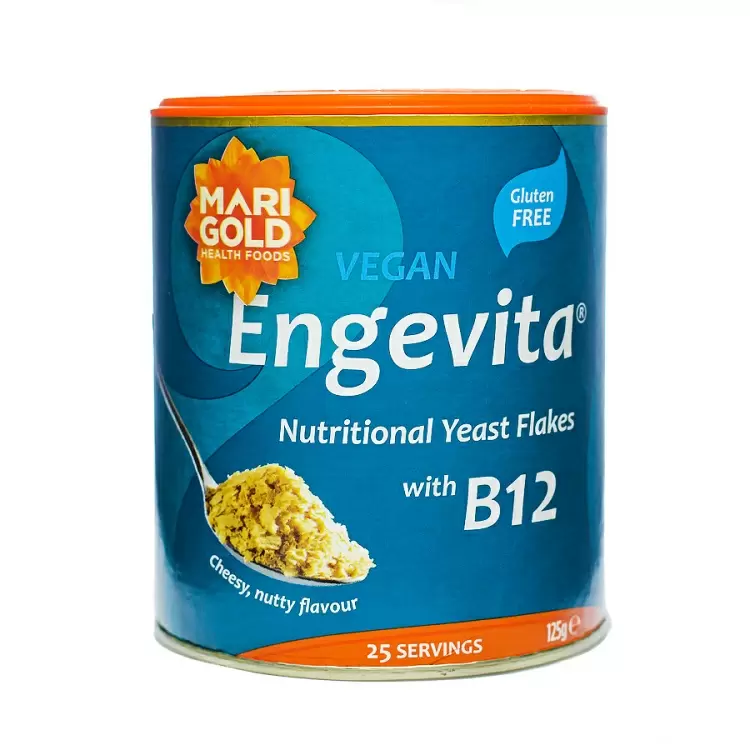 MARI
GOLD
HEALTH FOODS
Gluten
FREE
VEGAN
Engevita®
Nutritional Yeast Flakes
with B12
Cheesy, nutty flavour
25 SERVINGS
125g ℮